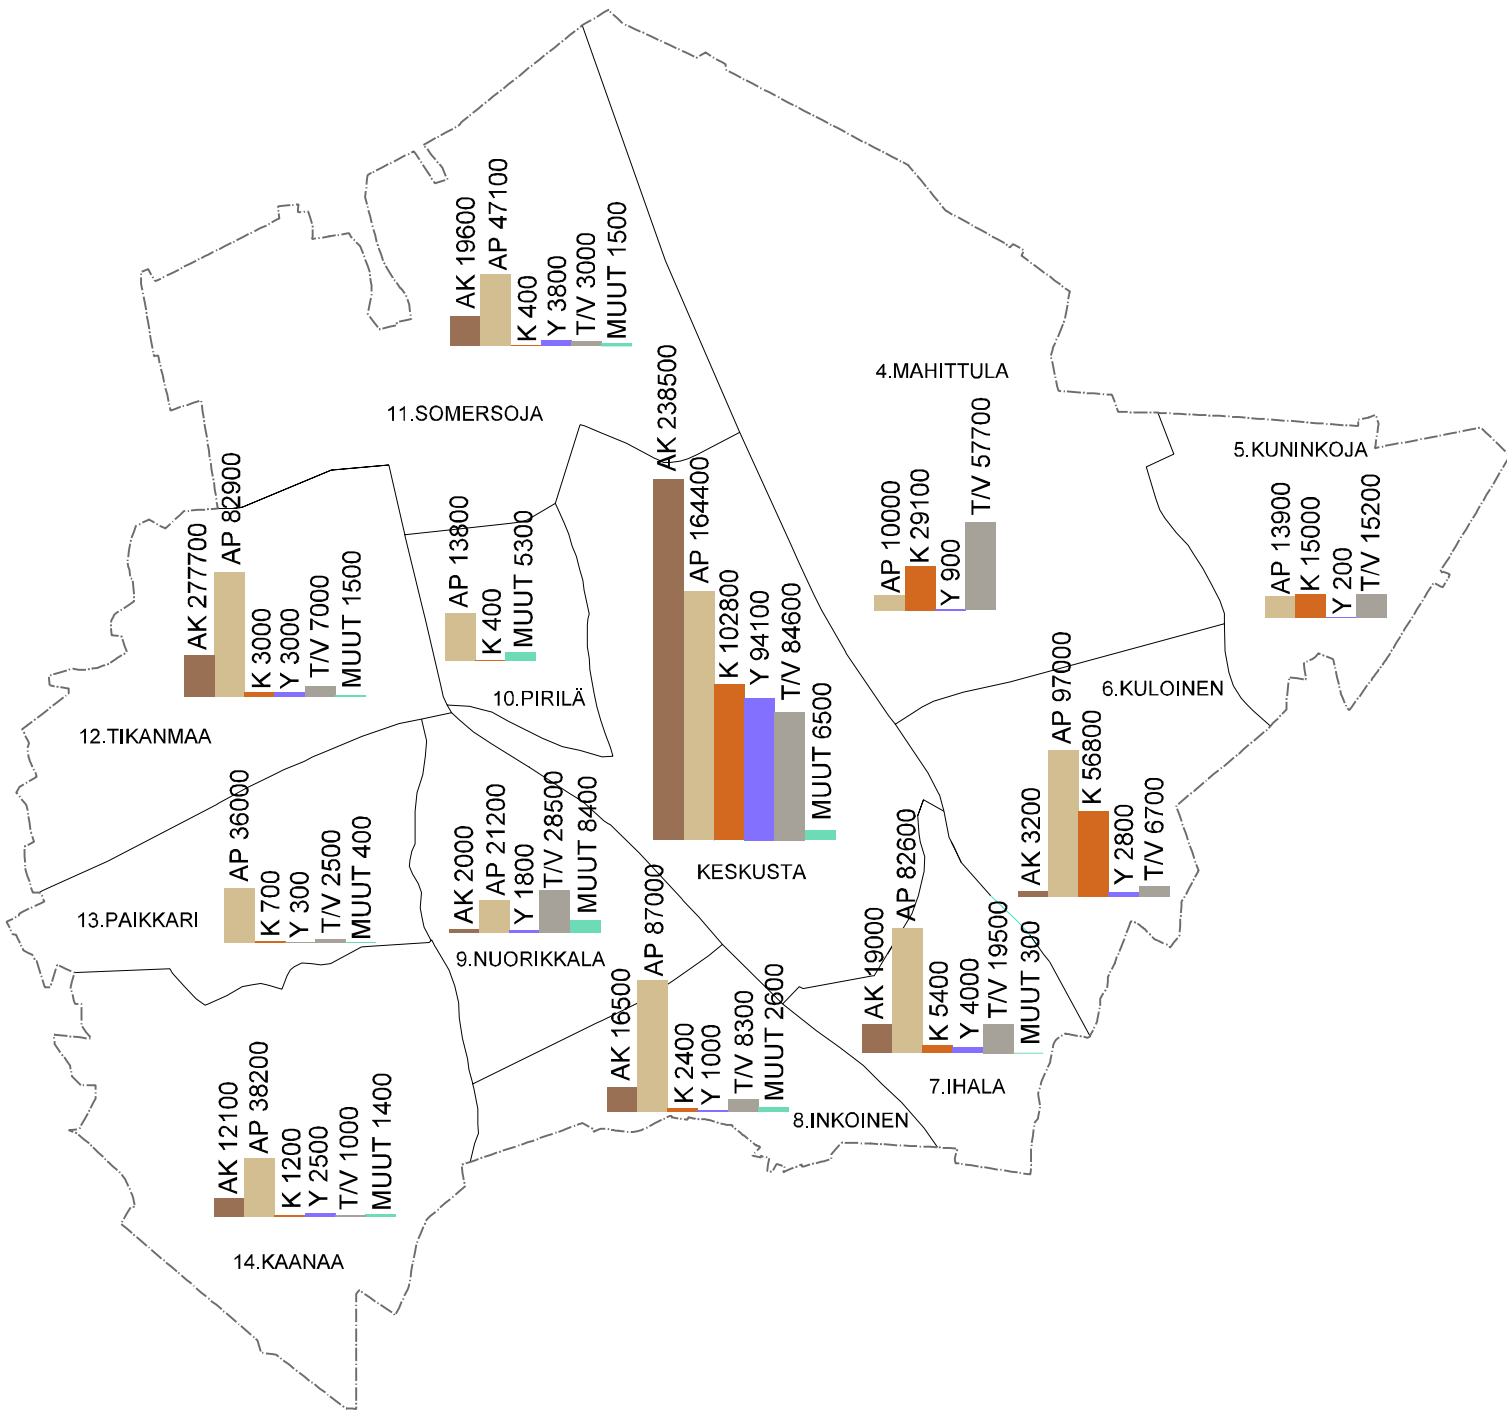 AK 19600
AP 47100
K 400
Y 3800
T/V 3000
MUUT 1500
11.SOMERSOJA
4.MAHITTULA
AP 10000
K 29100
Y 900
T/V 57700
5.KUNINKOJA
AP 13900
K 15000
Y 200
T/V 15200
AK 277700
AP 82900
K 3000
Y 3000
T/V 7000
MUUT 1500
12.TIKANMAA
AP 13800
K 400
MUUT 5300
10.PIRILÄ
AK 238500
AP 164400
K 102800
Y 94100
T/V 84600
MUUT 6500
KESKUSTA
6.KULOINEN
AK 3200
AP 97000
K 56800
Y 2800
T/V 6700
AP 36000
K 700
Y 300
T/V 2500
MUUT 400
13.PAIKKARI
AK 2000
AP 21200
Y 1800
T/V 28500
MUUT 8400
9.NUORIKKALA
AK 19000
AP 82600
K 5400
Y 4000
T/V 19500
MUUT 300
7.IHALA
AK 16500
AP 87000
K 2400
Y 1000
T/V 8300
MUUT 2600
8.INKOINEN
AK 12100
AP 38200
K 1200
Y 2500
T/V 1000
MUUT 1400
14.KAANAA